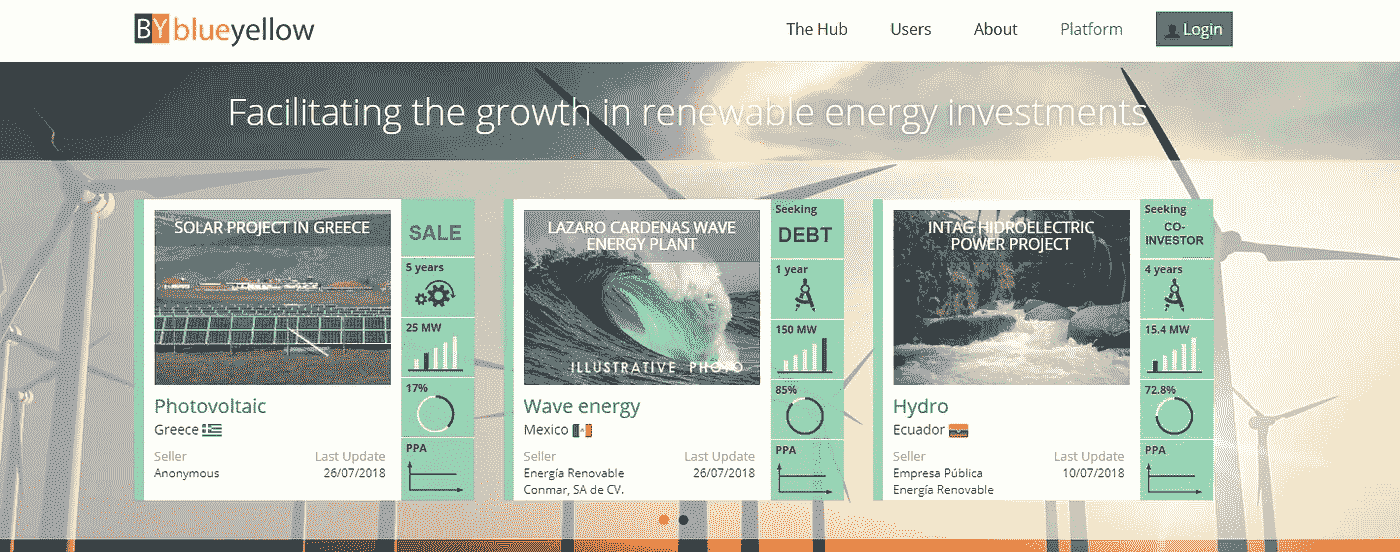 BY blueyellow
The Hub
Users
About
Platform
Login
Facilitating the growth in renewable energy investments
SOLAR PROJECT IN GREECE
SALE
5 years
25 MW
17%
PPA
Photovoltaic
Greece
Seller
Last Update
Anonymous
26/07/2018
LAZARO CARDENAS WAVE
ENERGY PLANT
ILLUSTRATIVE PHOTO
Seeking
DEBT
1 year
150 MW
85%
PPA
Wave energy
Mexico
Seller
Last Update
Energía Renovable
26/07/2018
Conmar, SA de CV.
INTAG HIDROELECTRIC
POWER PROJECT
Seeking
CO-
INVESTOR
4 years
15.4 MW
72.8%
PPA
Hydro
Ecuador
Seller
Last Update
Empresa Pública
10/07/2018
Energía Renovable